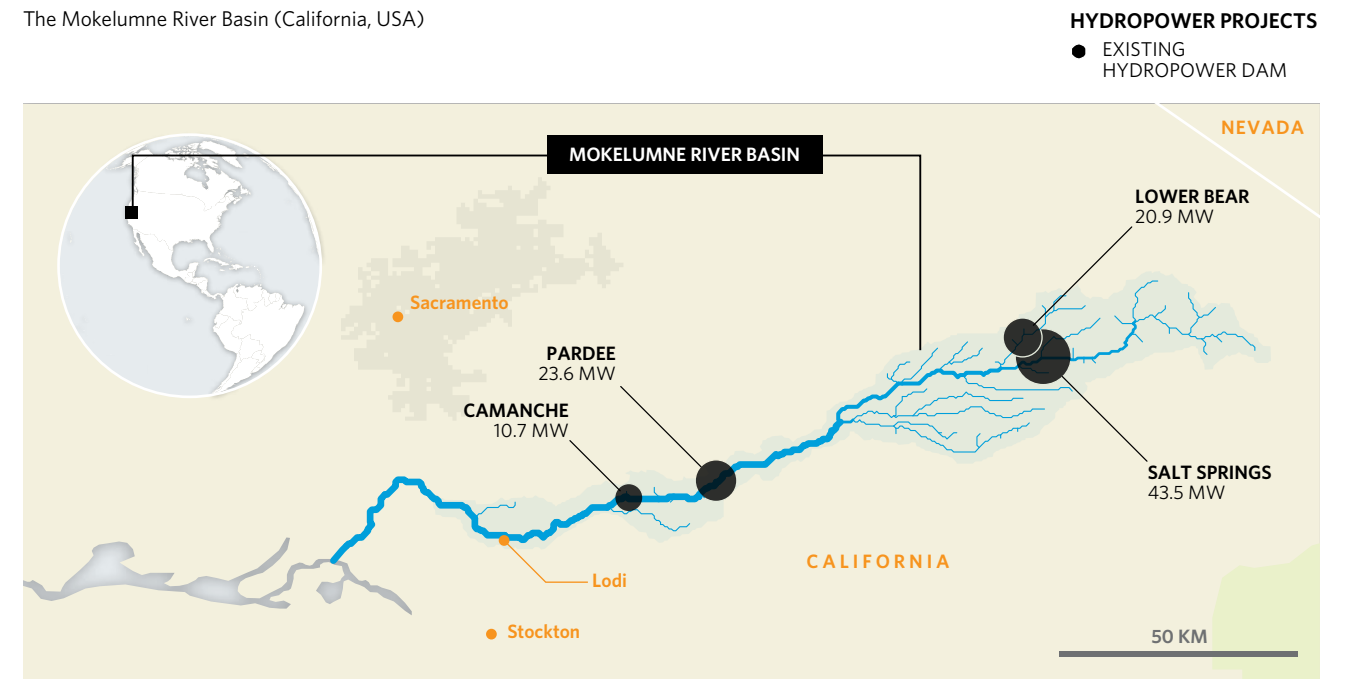 The Mokelumne River Basin (California, USA)
HYDROPOWER PROJECTS
EXISTING
HYDROPOWER DAM
NEVADA
MOKELUMNE RIVER BASIN
LOWER BEAR
20.9 MW
Sacramento
PARDEE
23.6 MW
CAMANCHE
10.7 MW
SALT SPRINGS
43.5 MW
CALIFORNIA
Lodi
Stockton
50 KM